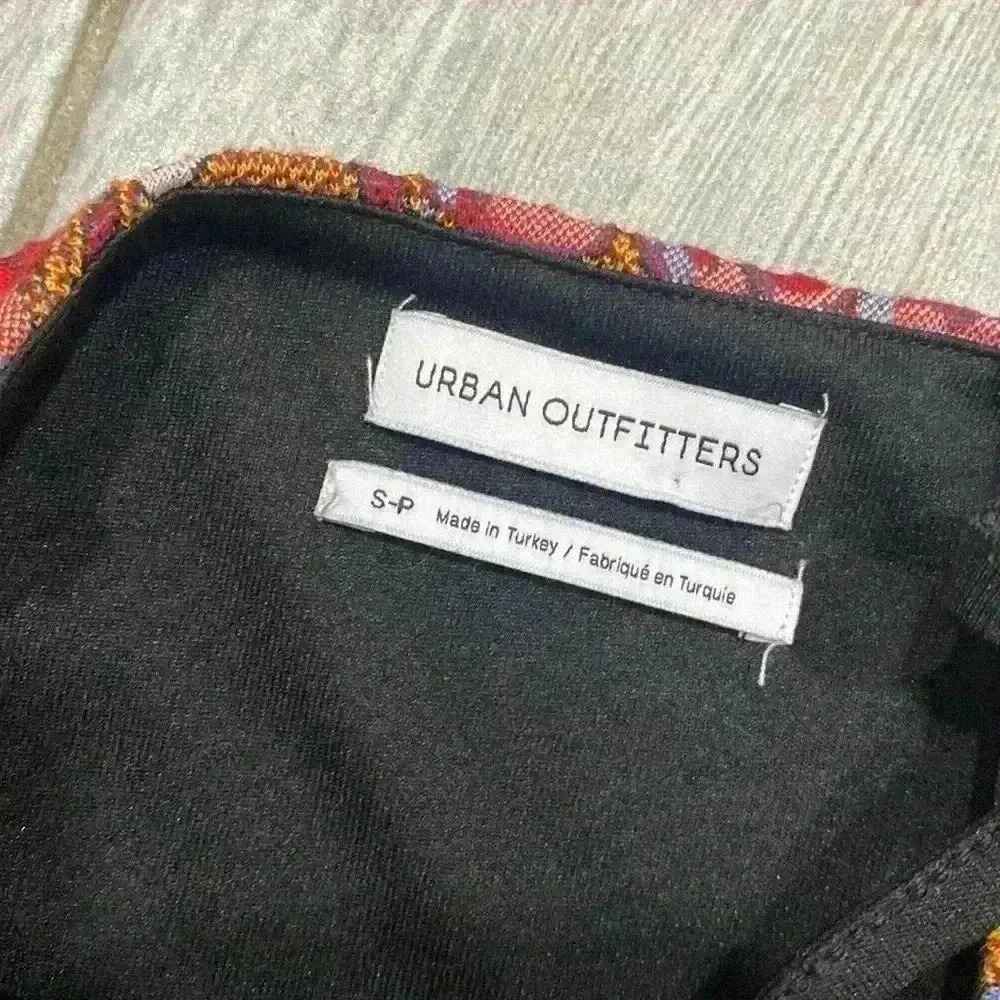 URBAN OUTFITTERS
S-P Made in Turkey / Fabriqué en Turquie